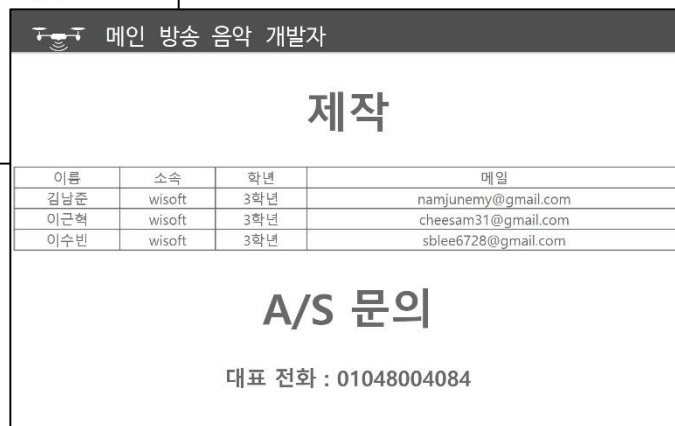 메인 방송 음악 개발자
제작
이름 소속 학년 메일
김남준 wisoft 3학년 namjunemy@gmail.com
이근혁 wisoft 3학년 cheesam31@gmail.com
이수빈 wisoft 3학년 sblee6728@gmail.com
A/S 문의
대표 전화 : 01048004084